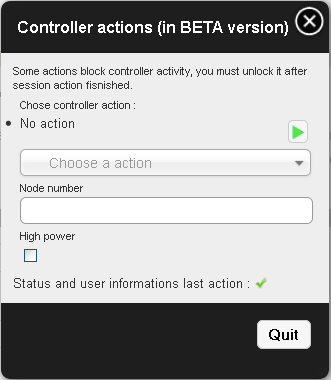 Controller actions (in BETA version)
Some actions block controller activity, you must unlock it after
session action fisnished.
Chose controller action :
No action
Choose a action
Node number
High power
Status and user informations last action :
Quit